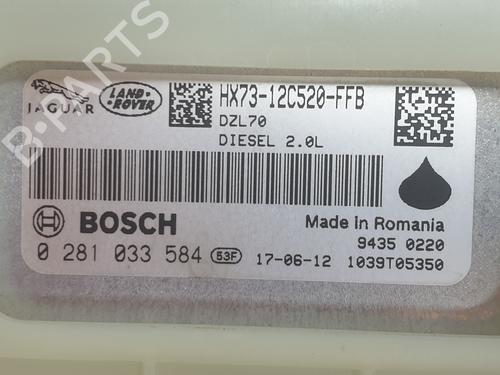 JAGUAR
LAND-
-ROVER
HX73-12C520-FFB
DZL70
DIESEL 2.0L
BOSCH
Made in Romania
9435 0220
0 281 033 584 53F 17-06-12 1039T05350
B-PARTS